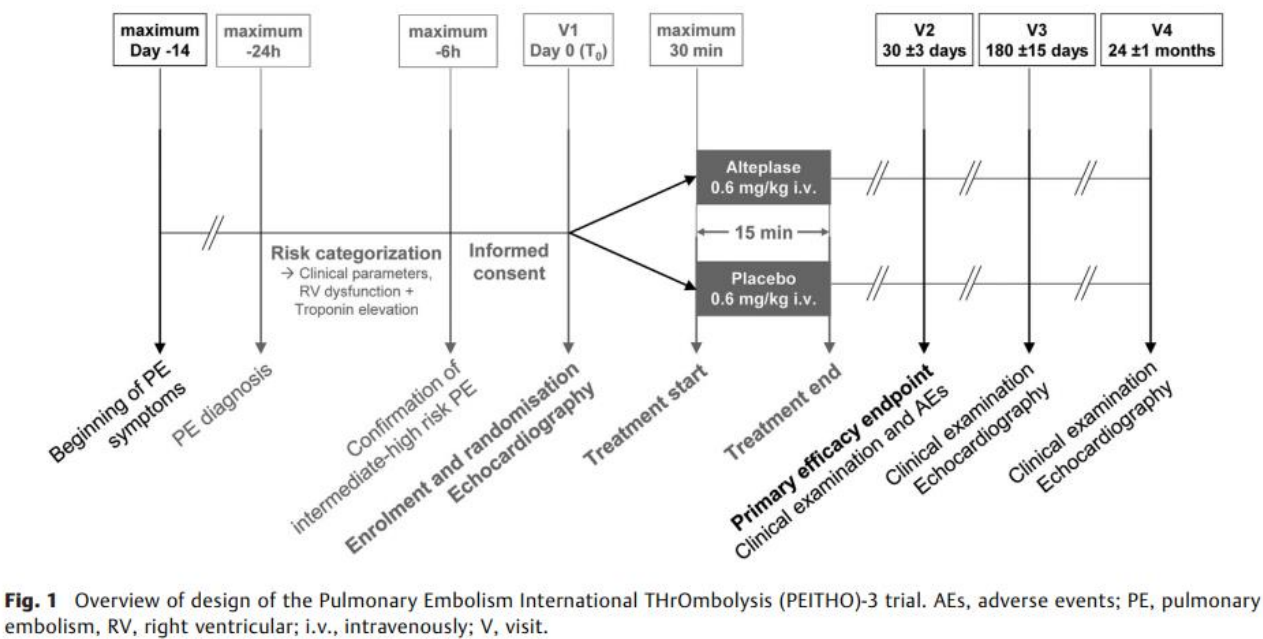 maximum
Day -14
maximum
-24h
maximum
-6h
V1
Day 0 (T₀)
maximum
30 min
V2
30 ±3 days
V3
180 ±15 days
V4
24 ±1 months
Alteplase
0.6 mg/kg i.v.
15 min
Placebo
0.6 mg/kg i.v.
Risk categorization
→ Clinical parameters,
RV dysfunction +
Troponin elevation
Informed
consent
Beginning of PE
symptoms
PE diagnosis
Confirmation of
intermediate-high risk PE
Enrolment and randomisation
Echocardiography
Treatment start
Treatment end
Primary efficacy endpoint
Clinical examination and AEs
Clinical examination
Echocardiography
Clinical examination
Echocardiography
Fig. 1 Overview of design of the Pulmonary Embolism International THrOmbolysis (PEITHO)-3 trial. AEs, adverse events; PE, pulmonary
embolism, RV, right ventricular; i.v., intravenously; V, visit.